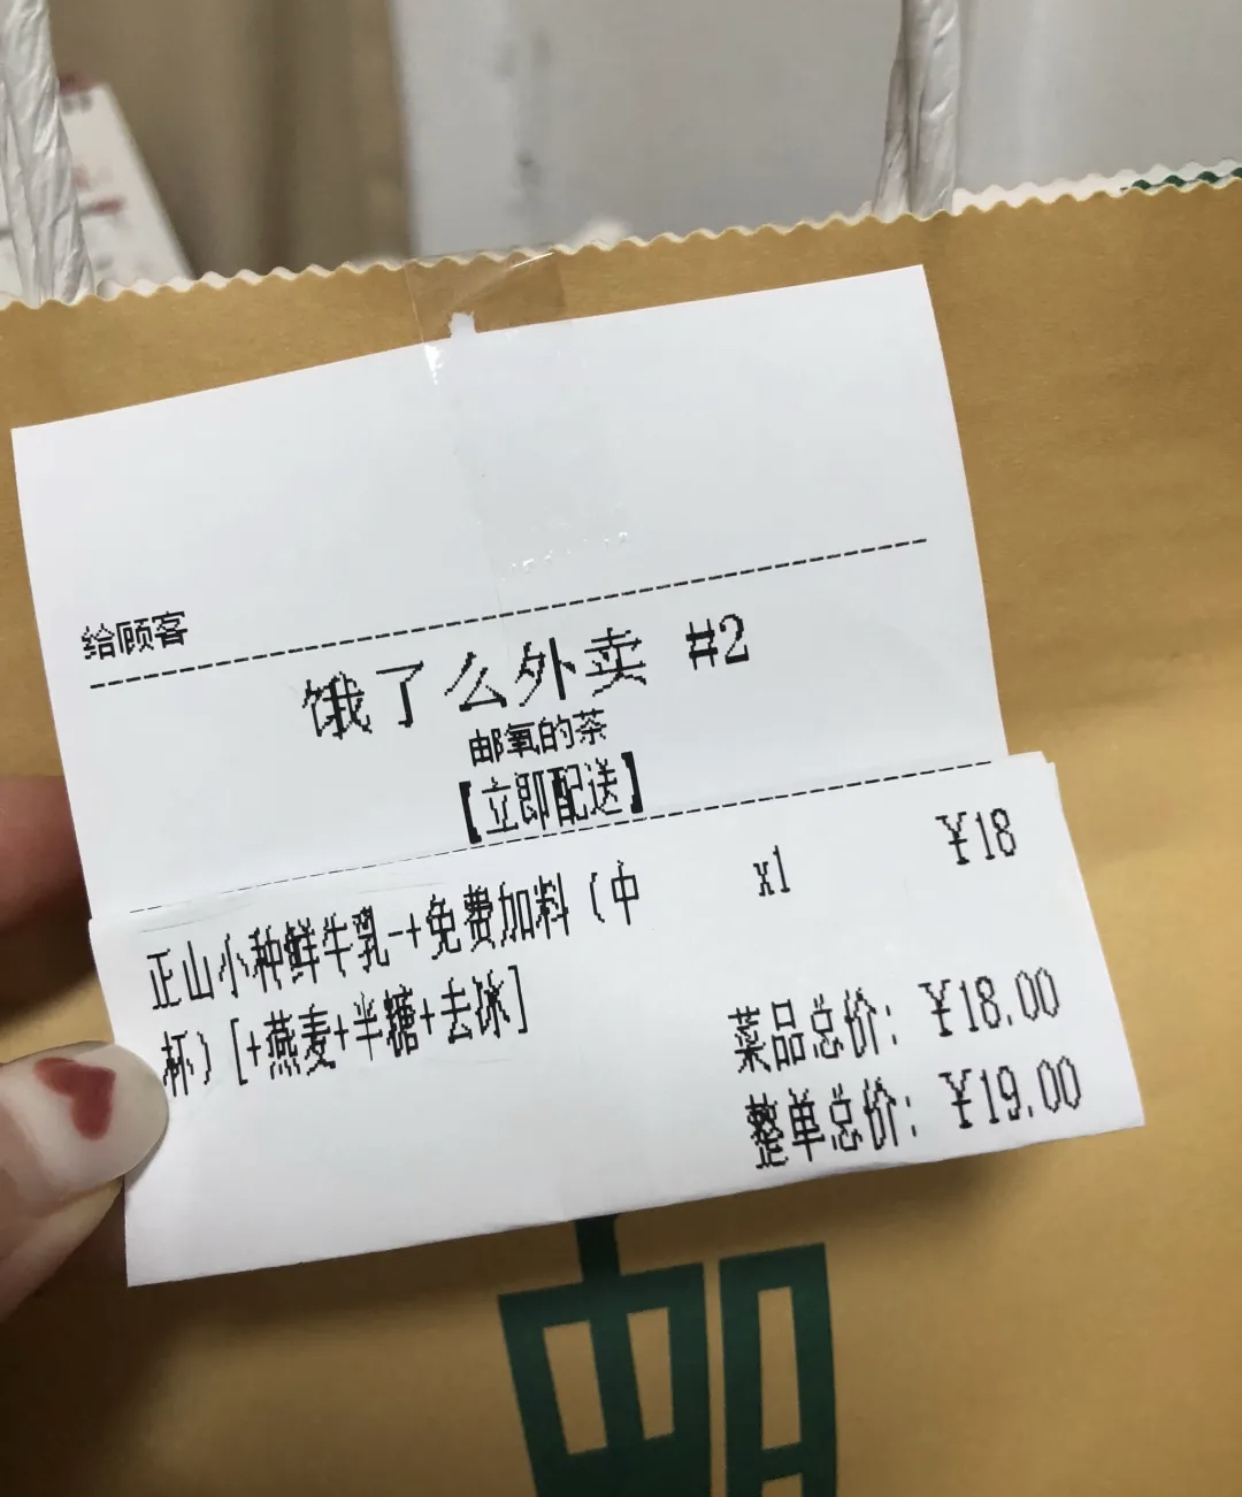 给顾客
饿了么外卖 #2
邮氧的茶
【立即配送】
正山小种鲜牛乳-+免费加料（中 x1 ¥18
杯）[+燕麦+半糖+去冰]
菜品总价: ¥18.00
整单总价: ¥19.00
邮